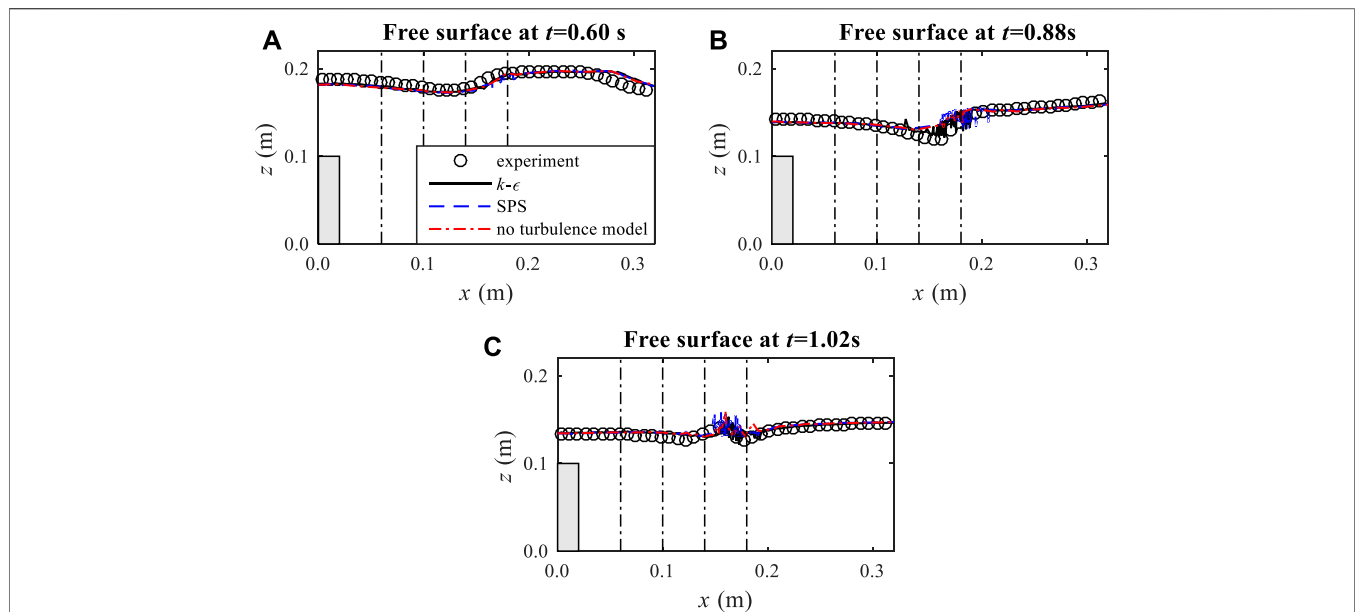 A
Free surface at t=0.60 s
0.2
0.1
0.0
z (m)
experiment
k-ϵ
SPS
no turbulence model
0.0 0.1 0.2 0.3
x (m)
B
Free surface at t=0.88s
0.2
0.1
0.0
z (m)
0.0 0.1 0.2 0.3
x (m)
C
Free surface at t=1.02s
0.2
0.1
0.0
z (m)
0.0 0.1 0.2 0.3
x (m)